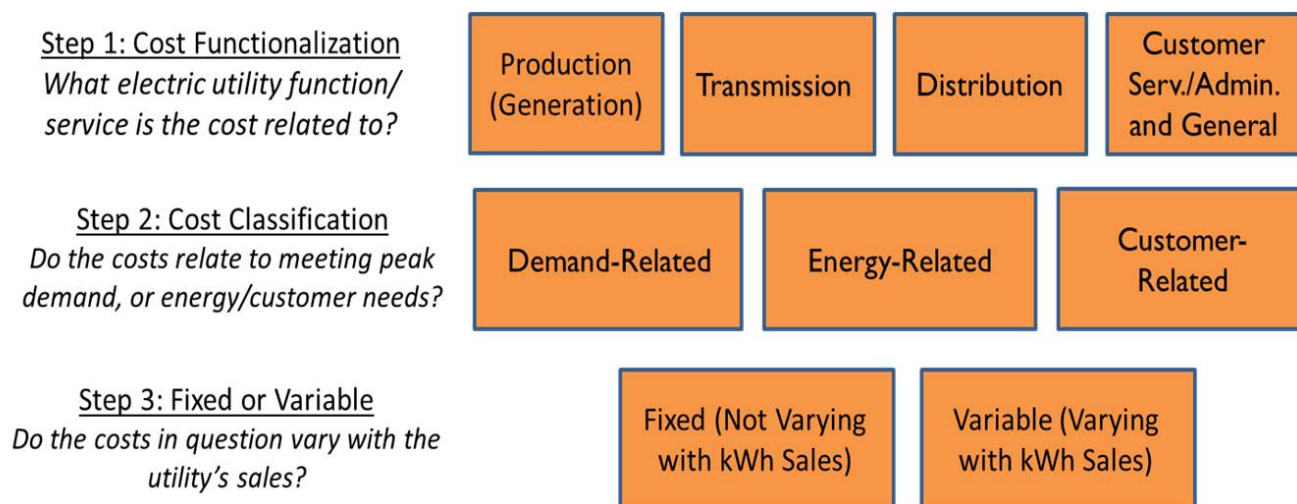 Step 1: Cost Functionalization
What electric utility function/
service is the cost related to?
Production
(Generation)
Transmission
Distribution
Customer
Serv./Admin.
and General
Step 2: Cost Classification
Do the costs relate to meeting peak
demand, or energy/customer needs?
Demand-Related
Energy-Related
Customer-
Related
Step 3: Fixed or Variable
Do the costs in question vary with the
utility's sales?
Fixed (Not Varying
with kWh Sales)
Variable (Varying
with kWh Sales)